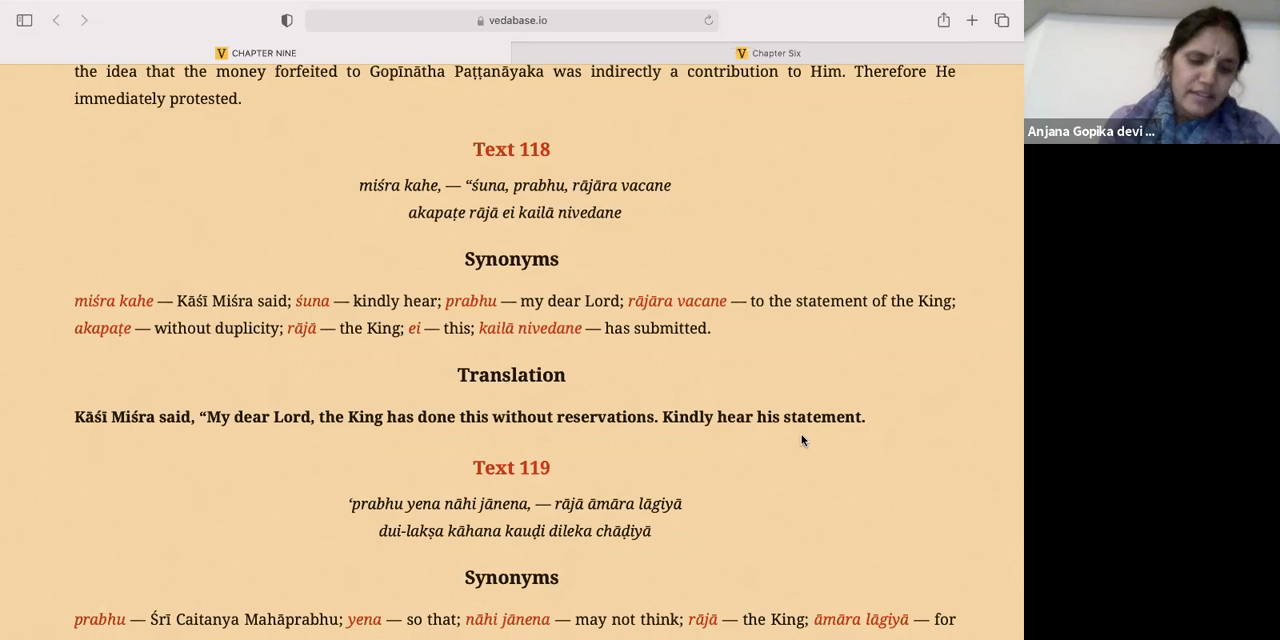 vedabase.io
CHAPTER NINE
Chapter Six
the idea that the money forfeited to Gopīnātha Paṭṭanāyaka was indirectly a contribution to Him. Therefore He
immediately protested.
Text 118
miśra kahe, — “śuna, prabhu, rājāra vacane
akapaṭe rājā ei kailā nivedane
Synonyms
miśra kahe — Kāśī Miśra said; śuna — kindly hear; prabhu — my dear Lord; rājāra vacane — to the statement of the King;
akapaṭe — without duplicity; rājā — the King; ei — this; kailā nivedane — has submitted.
Translation
Kāśī Miśra said, “My dear Lord, the King has done this without reservations. Kindly hear his statement.
Text 119
‘prabhu yena nāhi jānena, — rājā āmāra lāgiyā
dui-lakṣa kāhana kauḍi dileka chāḍiyā
Synonyms
prabhu — Śrī Caitanya Mahāprabhu; yena — so that; nāhi jānena — may not think; rājā — the King; āmāra lāgiyā — for
Anjana Gopika devi ...